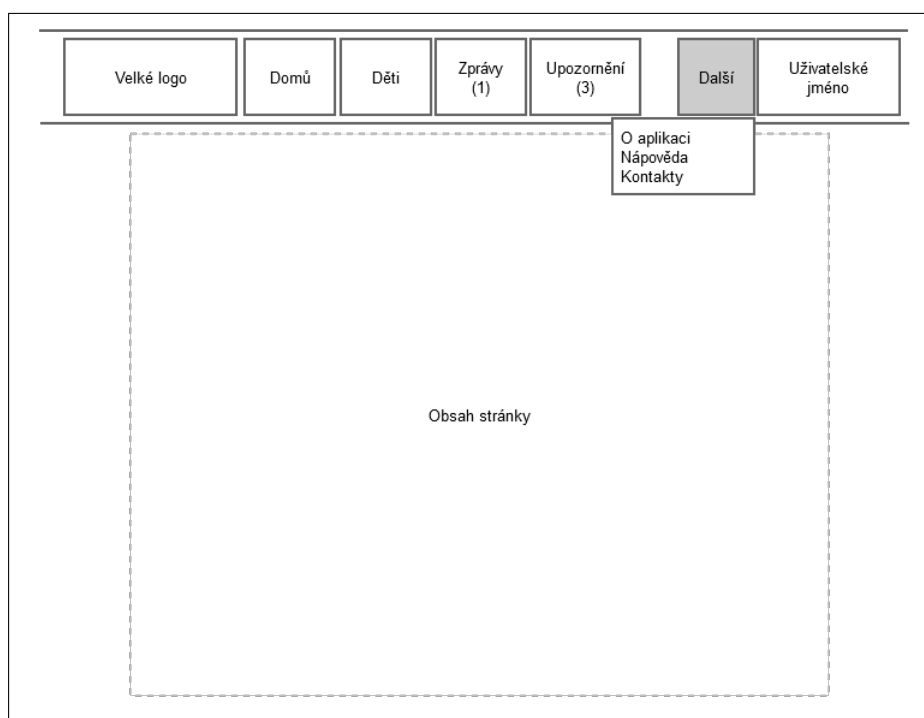 Velké logo
Domů
Děti
Zprávy
(1)
Upozornění
(3)
Další
Uživatelské
jméno
O aplikaci
Nápověda
Kontakty
Obsah stránky